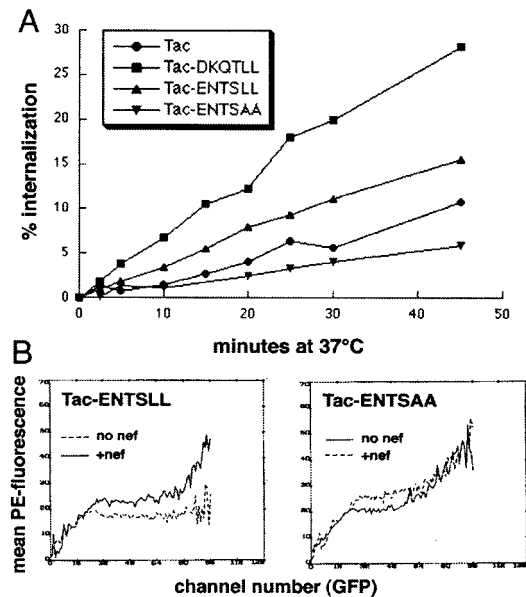 A
Tac
Tac-DKQTLL
Tac-ENTSLL
Tac-ENTSAA
% internalization
30
25
20
15
10
5
0
0 10 20 30 40 50
minutes at 37°C
B
mean PE-fluorescence
Tac-ENTSLL
no nef
+nef
Tac-ENTSAA
no nef
+nef
channel number (GFP)